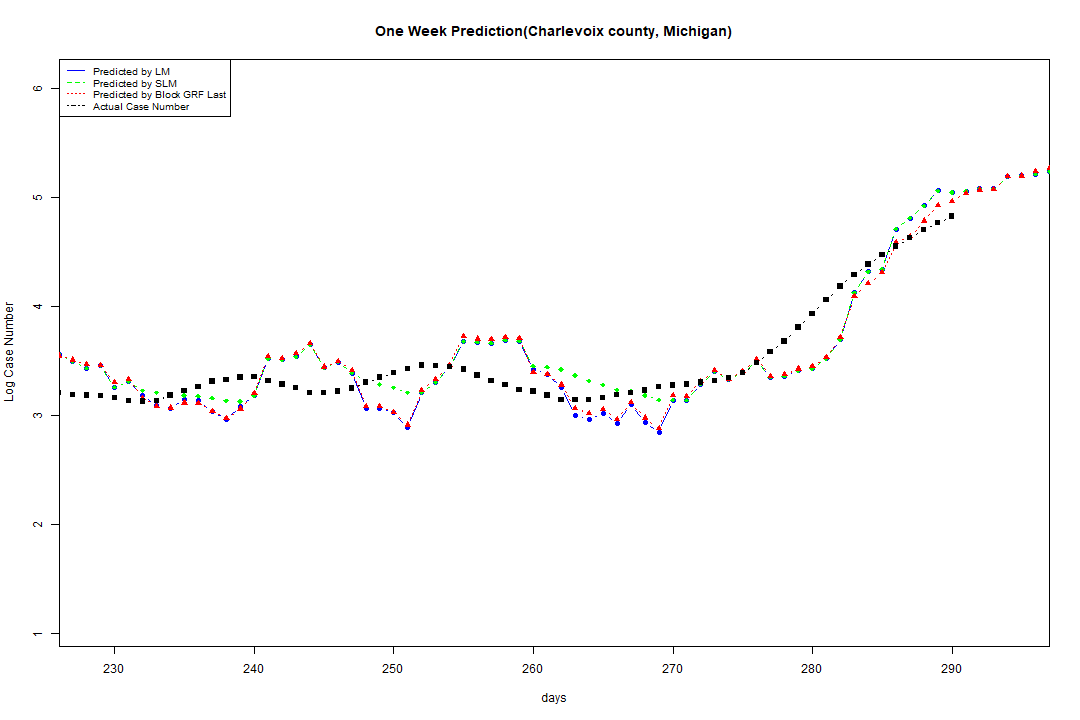 One Week Prediction(Charlevoix county, Michigan)
Predicted by LM
Predicted by SLM
Predicted by Block GRF Last
Actual Case Number
6
5
4
3
2
1
Log Case Number
230 240 250 260 270 280 290
days